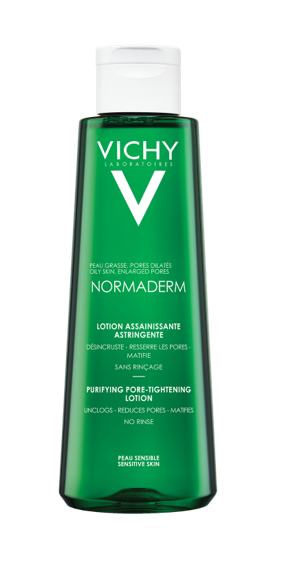 VICHY
LABORATOIRES
V
PEAU GRASSE, PORES DILATÉS
OILY SKIN, ENLARGED PORES
NORMADERM
LOTION ASSAINISSANTE
ASTRINGENTE
DÉSINCRUSTE - RESSERRE LES PORES -
MATIFIE
SANS RINÇAGE
PURIFYING PORE-TIGHTENING
LOTION
UNCLOGS - REDUCES PORES - MATIFIES
NO RINSE
PEAU SENSIBLE
SENSITIVE SKIN